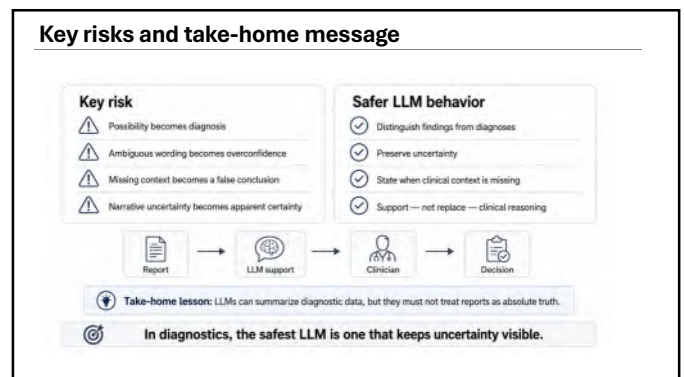 Key risks and take-home message
Key risk
Possibility becomes diagnosis
Ambiguous wording becomes overconfidence
Missing context becomes a false conclusion
Narrative uncertainty becomes apparent certainty
Safer LLM behavior
Distinguish findings from diagnoses
Preserve uncertainty
State when clinical context is missing
Support — not replace — clinical reasoning
Report
LLM support
Clinician
Decision
Take-home lesson: LLMs can summarize diagnostic data, but they must not treat reports as absolute truth.
In diagnostics, the safest LLM is one that keeps uncertainty visible.